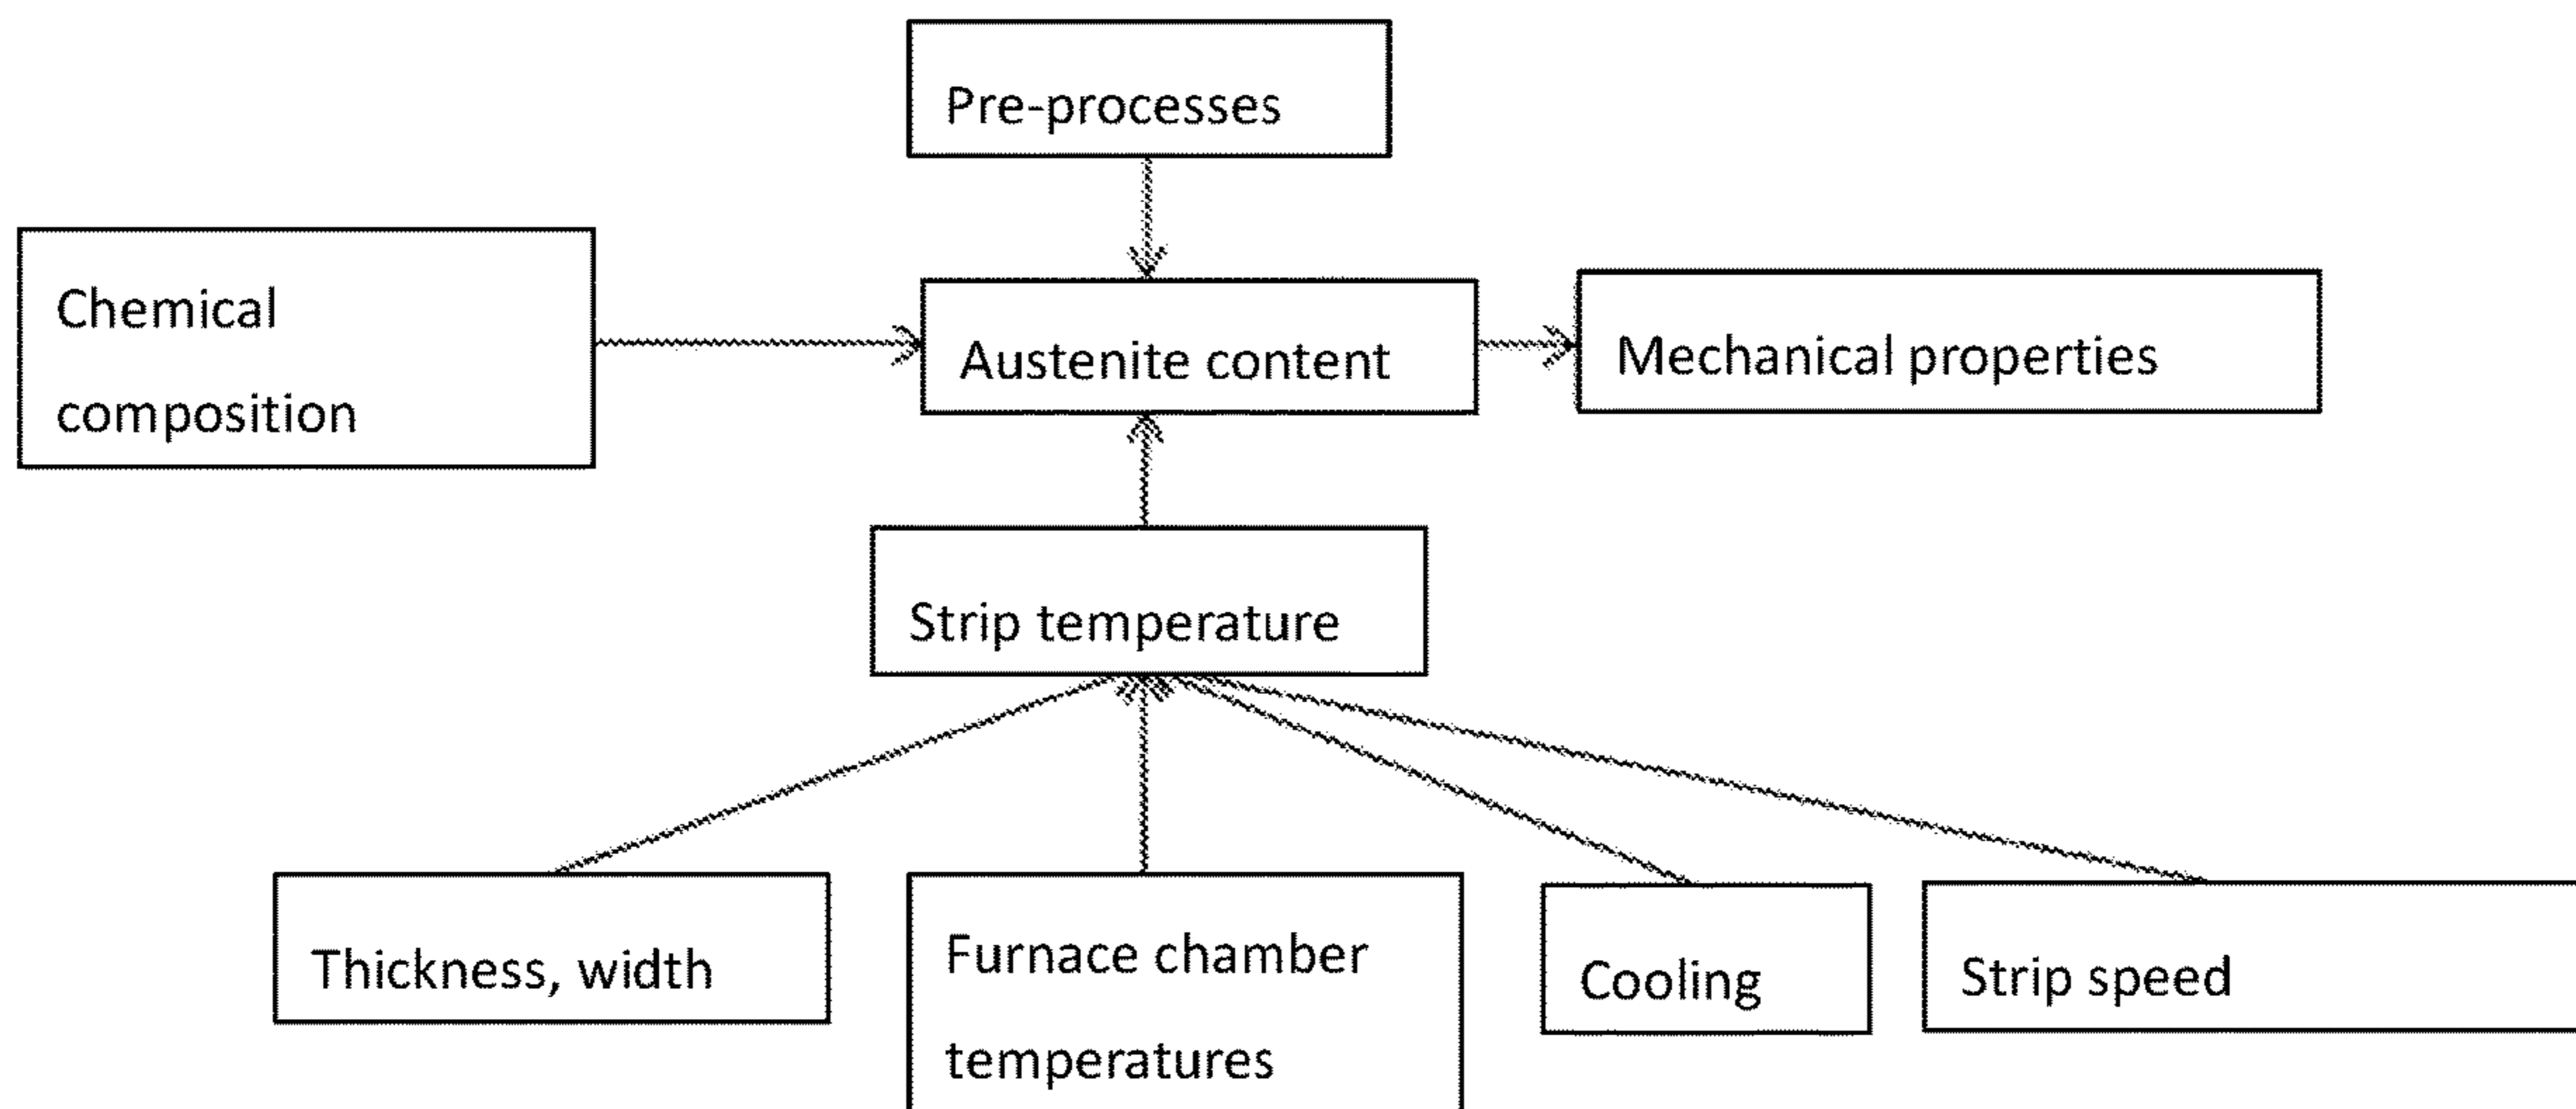 Pre-processes
Chemical
composition
Austenite content
Mechanical properties
Strip temperature
Thickness, width
Furnace chamber
temperatures
Cooling
Strip speed